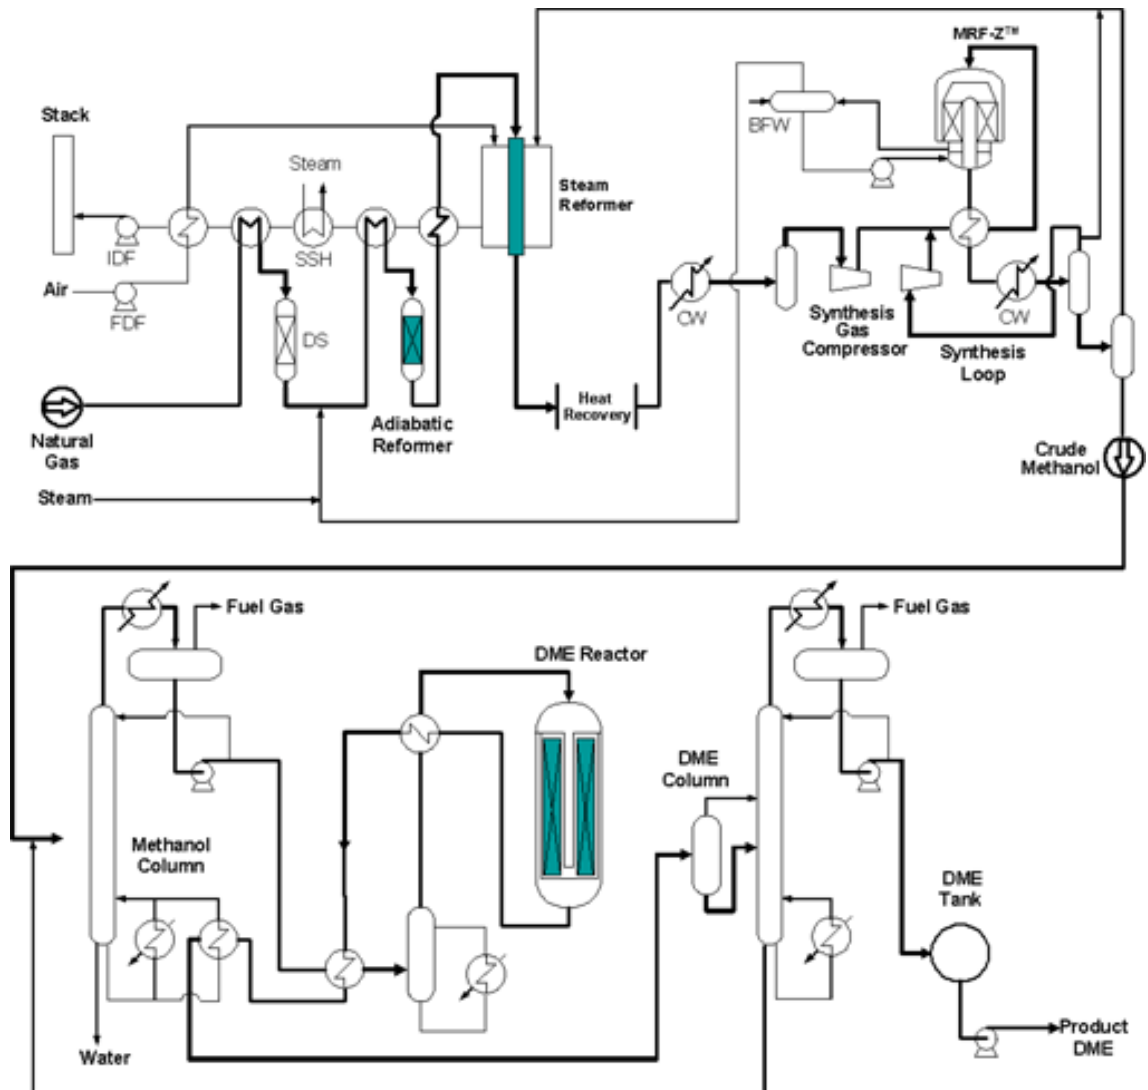 MRF-Z™
Stack
BFW
Steam
Steam
Reformer
IDF
SSH
Air
FDF
DS
CW
CW
Synthesis
Gas
Compressor
Synthesis
Loop
Heat
Recovery
Adiabatic
Reformer
Natural
Gas
Crude
Methanol
Steam
Fuel Gas
Fuel Gas
DME Reactor
DME
Column
Methanol
Column
DME
Tank
Water
Product
DME